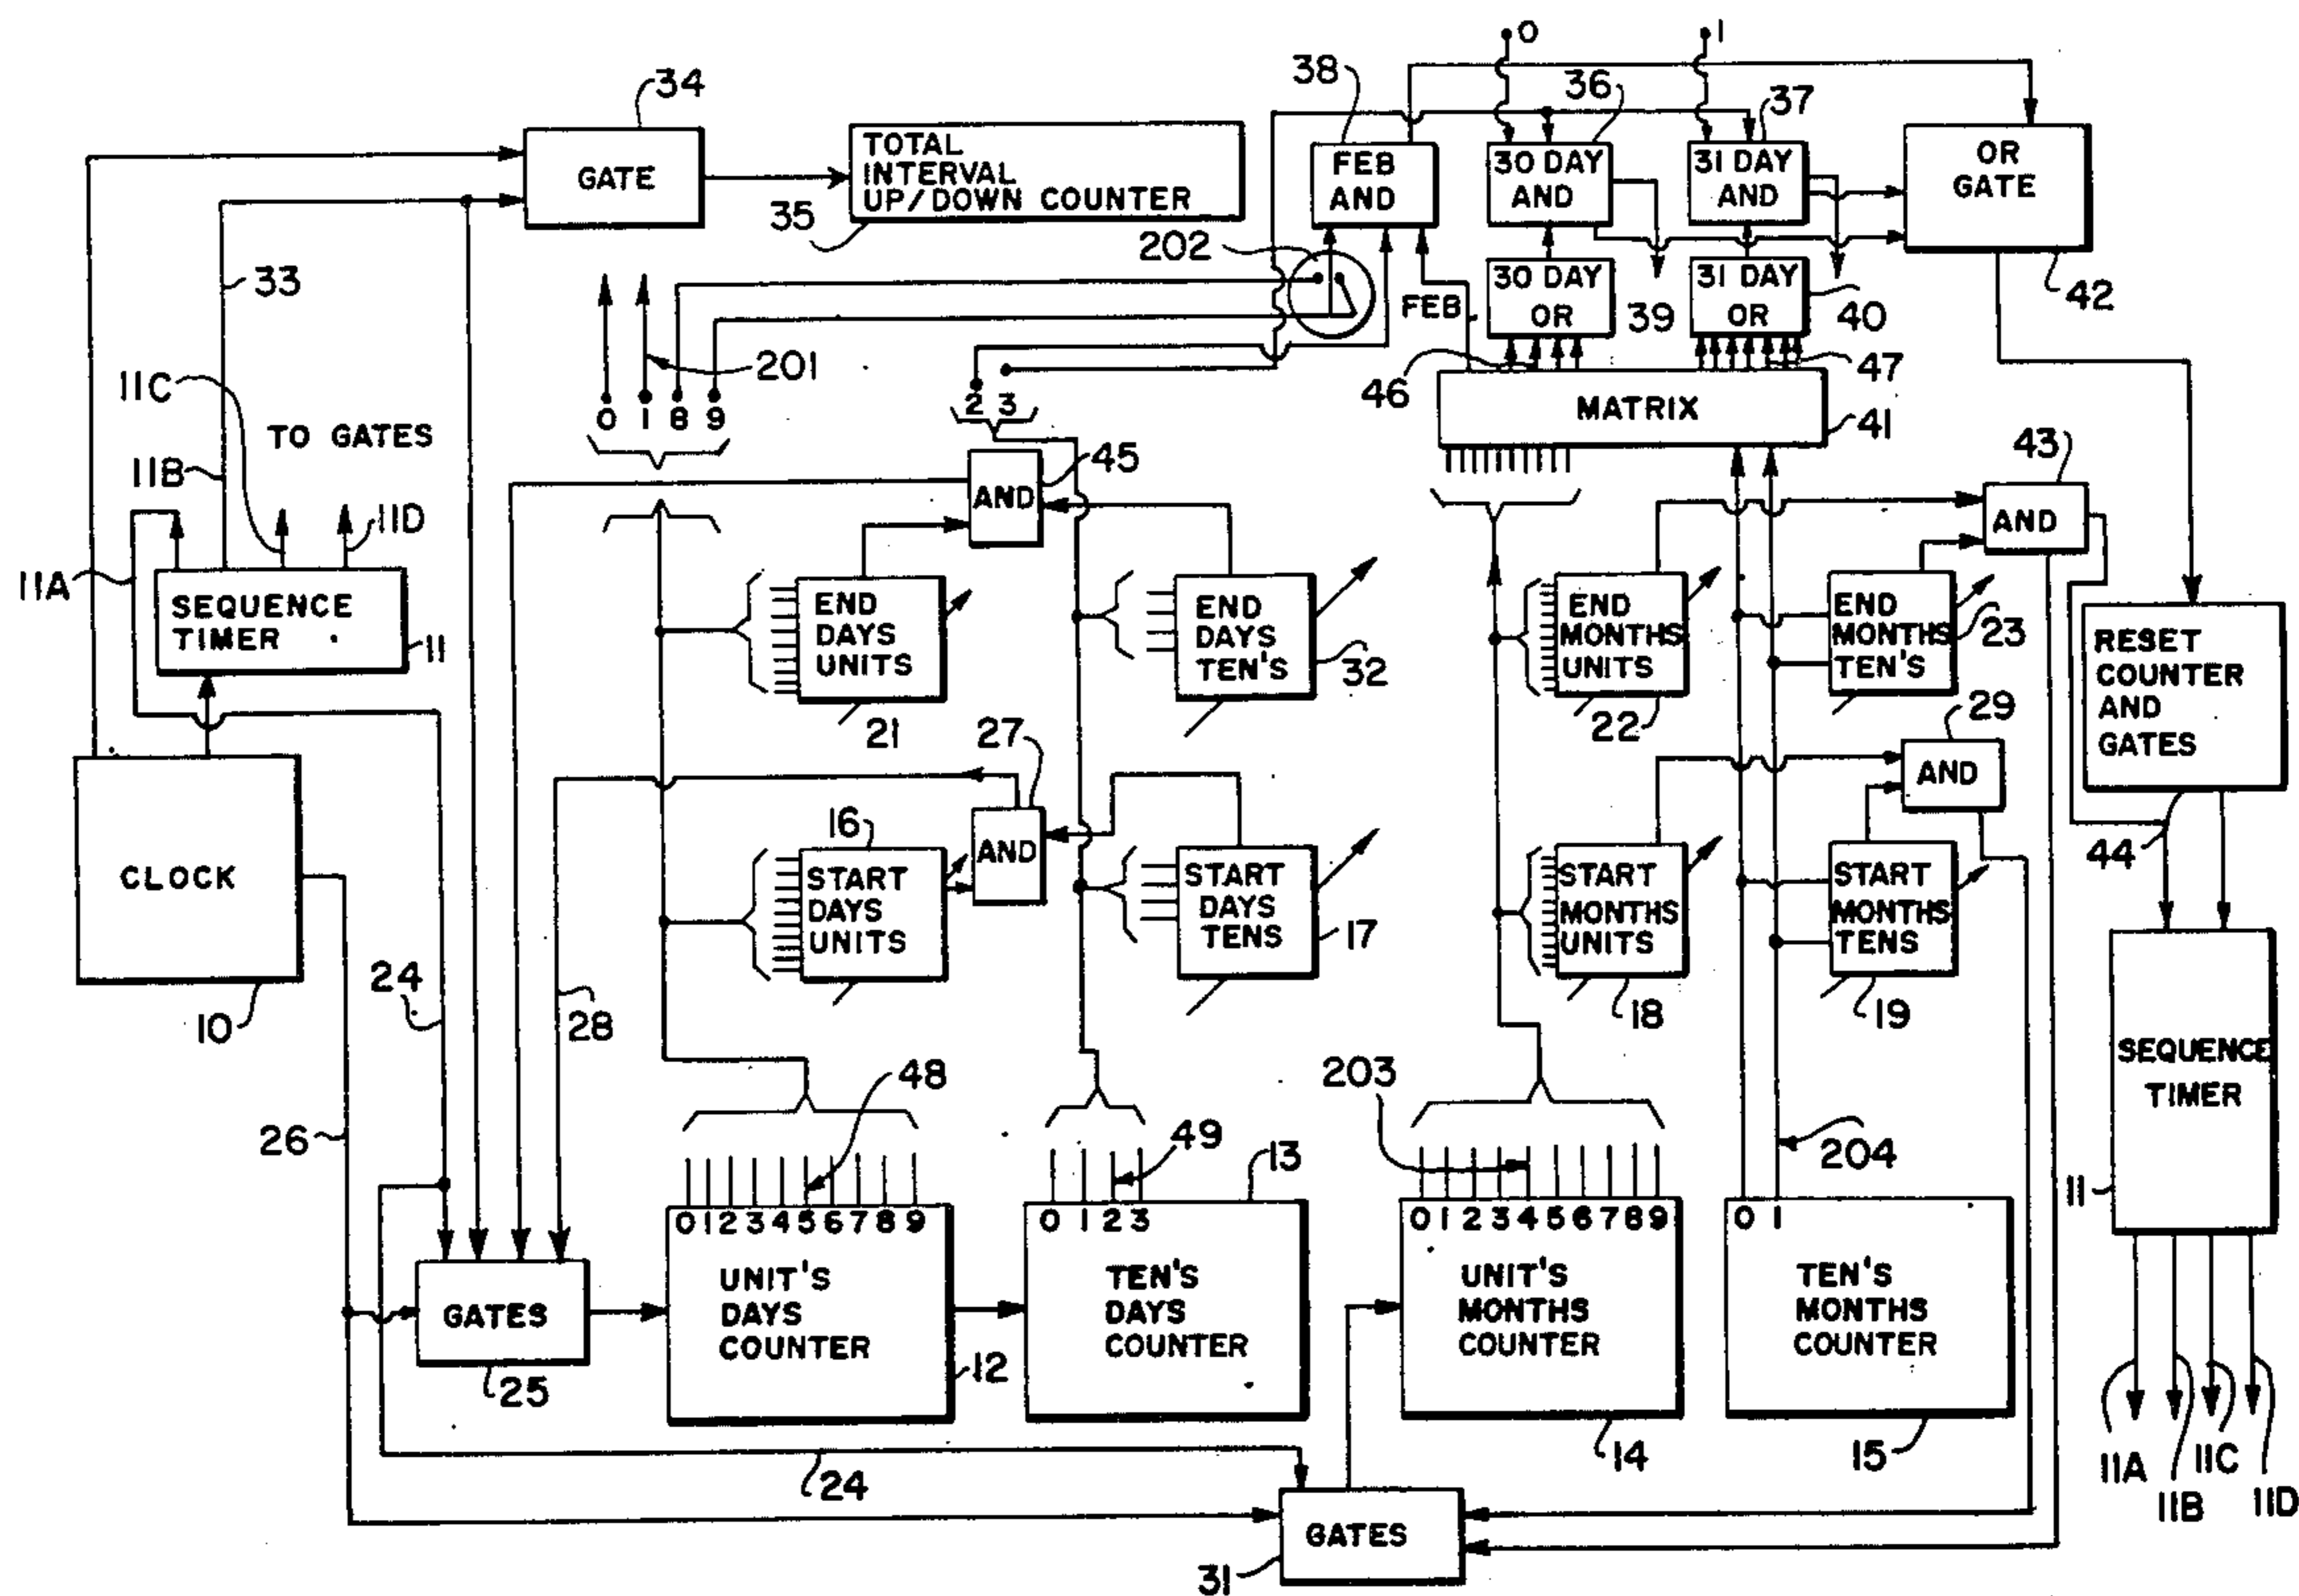 0
1
34
38
36
37
GATE
TOTAL
INTERVAL
UP/DOWN COUNTER
35
FEB
AND
30 DAY
AND
31 DAY
AND
OR
GATE
202
33
30 DAY
OR
39
31 DAY
OR
40
42
FEB
201
46
47
11C
0 1 8 9
2 3
MATRIX
41
TO GATES
11B
45
43
AND
AND
11D
11A
SEQUENCE
TIMER
11
END
DAYS
UNITS
21
END
DAYS
TEN'S
32
END
MONTHS
UNITS
22
END
MONTHS
TEN'S
23
RESET
COUNTER
AND
GATES
44
27
29
AND
AND
16
START
DAYS
UNITS
START
DAYS
TENS
17
START
MONTHS
UNITS
18
START
MONTHS
TENS
19
CLOCK
10
24
28
26
48
49
13
203
204
SEQUENCE
TIMER
11
0 1 2 3 4 5 6 7 8 9
0 1 2 3
0 1 2 3 4 5 6 7 8 9
0 1
GATES
25
UNIT'S
DAYS
COUNTER
12
TEN'S
DAYS
COUNTER
UNIT'S
MONTHS
COUNTER
14
TEN'S
MONTHS
COUNTER
15
24
GATES
31
11A
11B
11C
11D